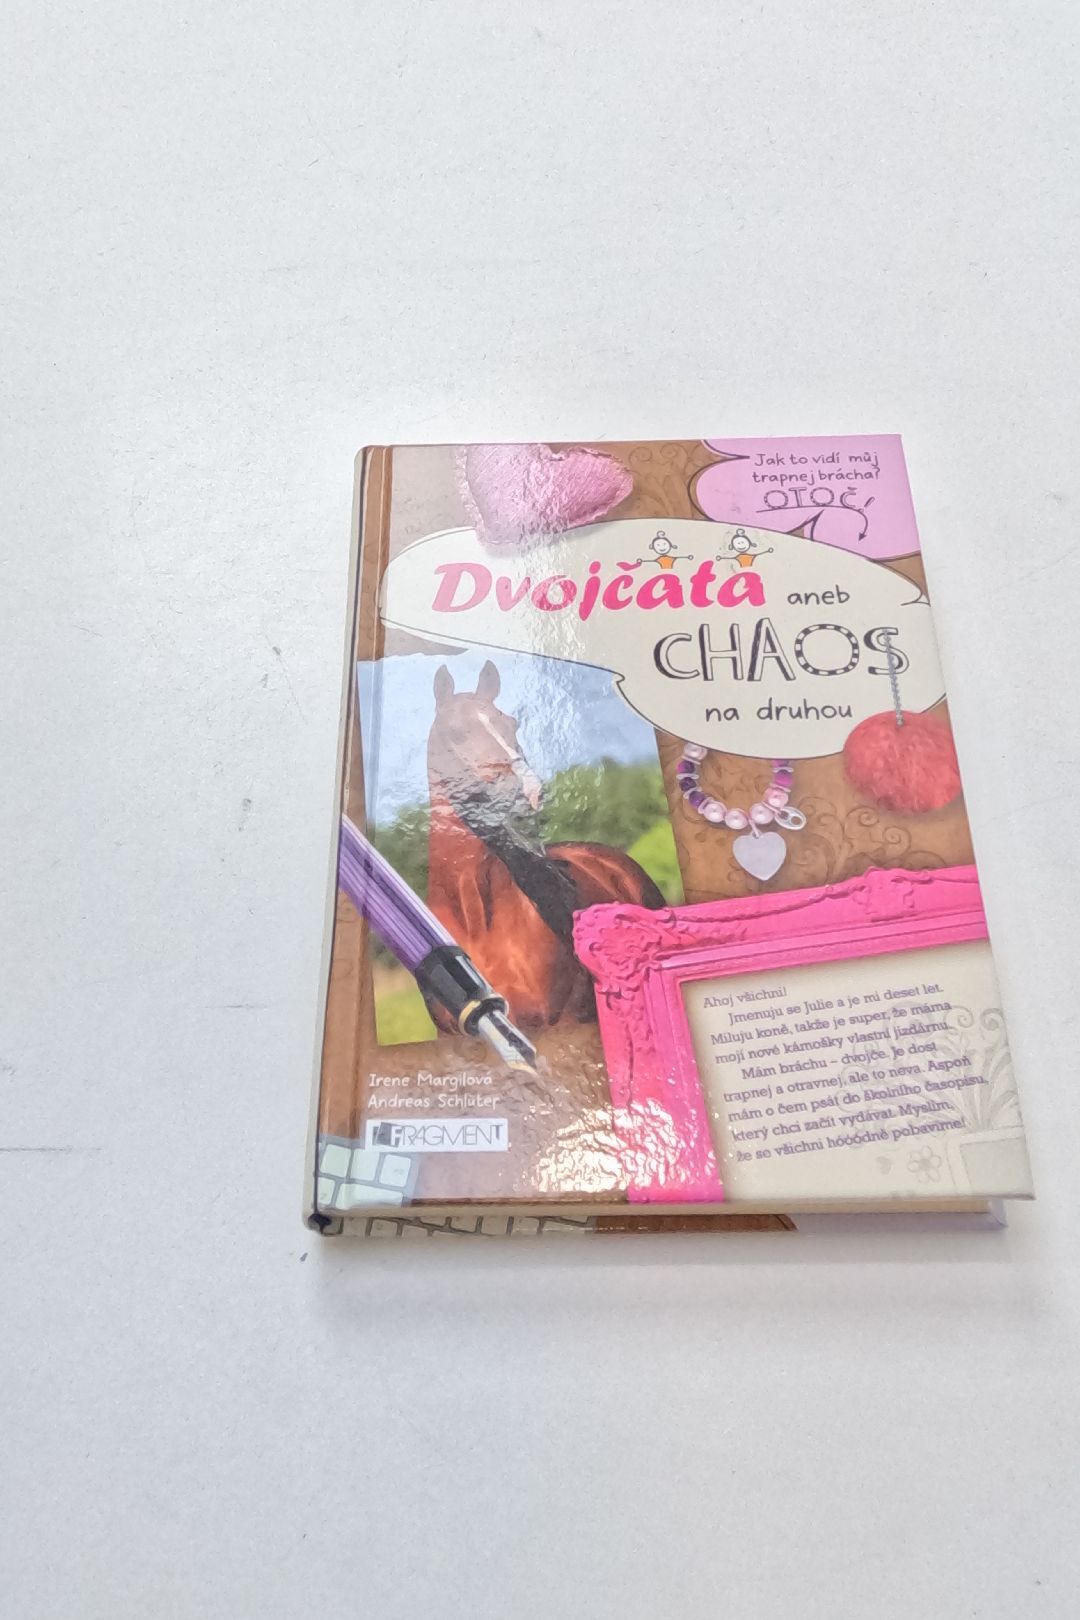 Jak to vidí můj
trapnej brácha?
OTOČ!
Dvojčata aneb
CHAOS
na druhou
Ahoj všichni!
Jmenuju se Julie a je mi deset let.
Miluju koně, takže je super, že máma
mojí nové kámošky vlastní jízdárnu.
Mám bráchu – dvojče. Je dost
trapnej a otravnej, ale to neva. Aspoň
mám o čem psát do školního časopisu,
který chci začít vydávat. Myslím,
že se všichni hóóódně pobavíme!
Irene Margilová
Andreas Schlüter
FRAGMENT